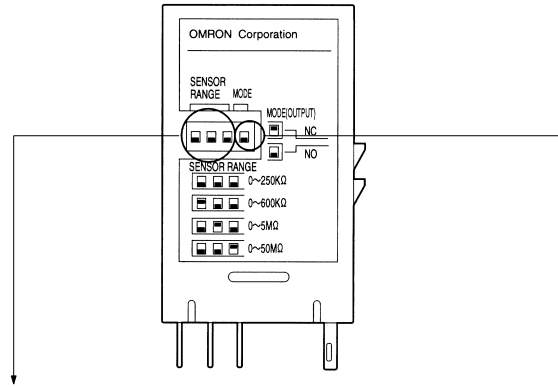 OMRON Corporation
SENSOR
RANGE MODE
MODE(OUTPUT)
NC
NO
SENSOR RANGE
0~250KΩ
0~600KΩ
0~5MΩ
0~50MΩ